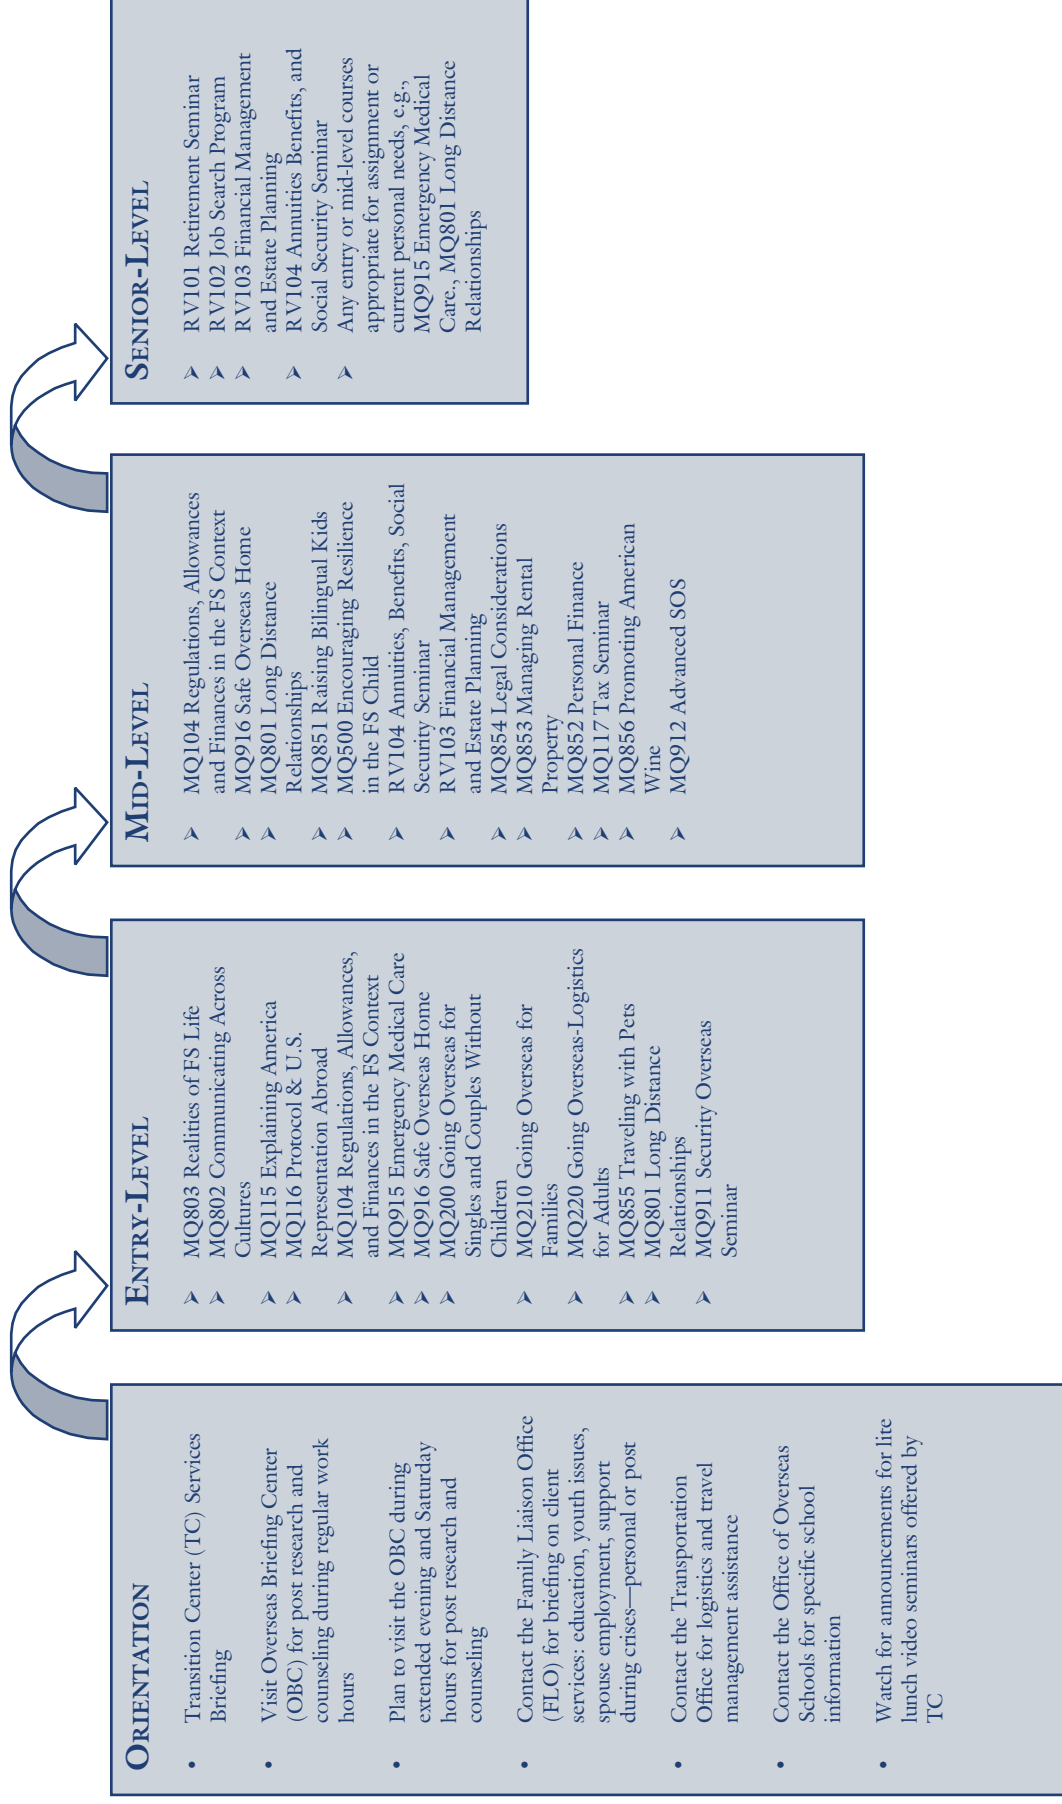 ORIENTATION
• Transition Center (TC) Services
Briefing
• Visit Overseas Briefing Center
(OBC) for post research and
counseling during regular work
hours
• Plan to visit the OBC during
extended evening and Saturday
hours for post research and
counseling
• Contact the Family Liaison Office
(FLO) for briefing on client
services: education, youth issues,
spouse employment, support
during crises—personal or post
• Contact the Transportation
Office for logistics and travel
management assistance
• Contact the Office of Overseas
Schools for specific school
information
• Watch for announcements for lite
lunch video seminars offered by
TC
ENTRY-LEVEL
➢ MQ803 Realities of FS Life
➢ MQ802 Communicating Across
Cultures
➢ MQ115 Explaining America
➢ MQ116 Protocol & U.S.
Representation Abroad
➢ MQ104 Regulations, Allowances,
and Finances in the FS Context
➢ MQ915 Emergency Medical Care
➢ MQ916 Safe Overseas Home
➢ MQ200 Going Overseas for
Singles and Couples Without
Children
➢ MQ210 Going Overseas for
Families
➢ MQ220 Going Overseas-Logistics
for Adults
➢ MQ855 Traveling with Pets
➢ MQ801 Long Distance
Relationships
➢ MQ911 Security Overseas
Seminar
MID-LEVEL
➢ MQ104 Regulations, Allowances
and Finances in the FS Context
➢ MQ916 Safe Overseas Home
➢ MQ801 Long Distance
Relationships
➢ MQ851 Raising Bilingual Kids
➢ MQ500 Encouraging Resilience
in the FS Child
➢ RV104 Annuities, Benefits, Social
Security Seminar
➢ RV103 Financial Management
and Estate Planning
➢ MQ854 Legal Considerations
➢ MQ853 Managing Rental
Property
➢ MQ852 Personal Finance
➢ MQ117 Tax Seminar
➢ MQ856 Promoting American
Wine
➢ MQ912 Advanced SOS
SENIOR-LEVEL
➢ RV101 Retirement Seminar
➢ RV102 Job Search Program
➢ RV103 Financial Management
and Estate Planning
➢ RV104 Annuities Benefits, and
Social Security Seminar
➢ Any entry or mid-level courses
appropriate for assignment or
current personal needs, e.g.,
MQ915 Emergency Medical
Care., MQ801 Long Distance
Relationships